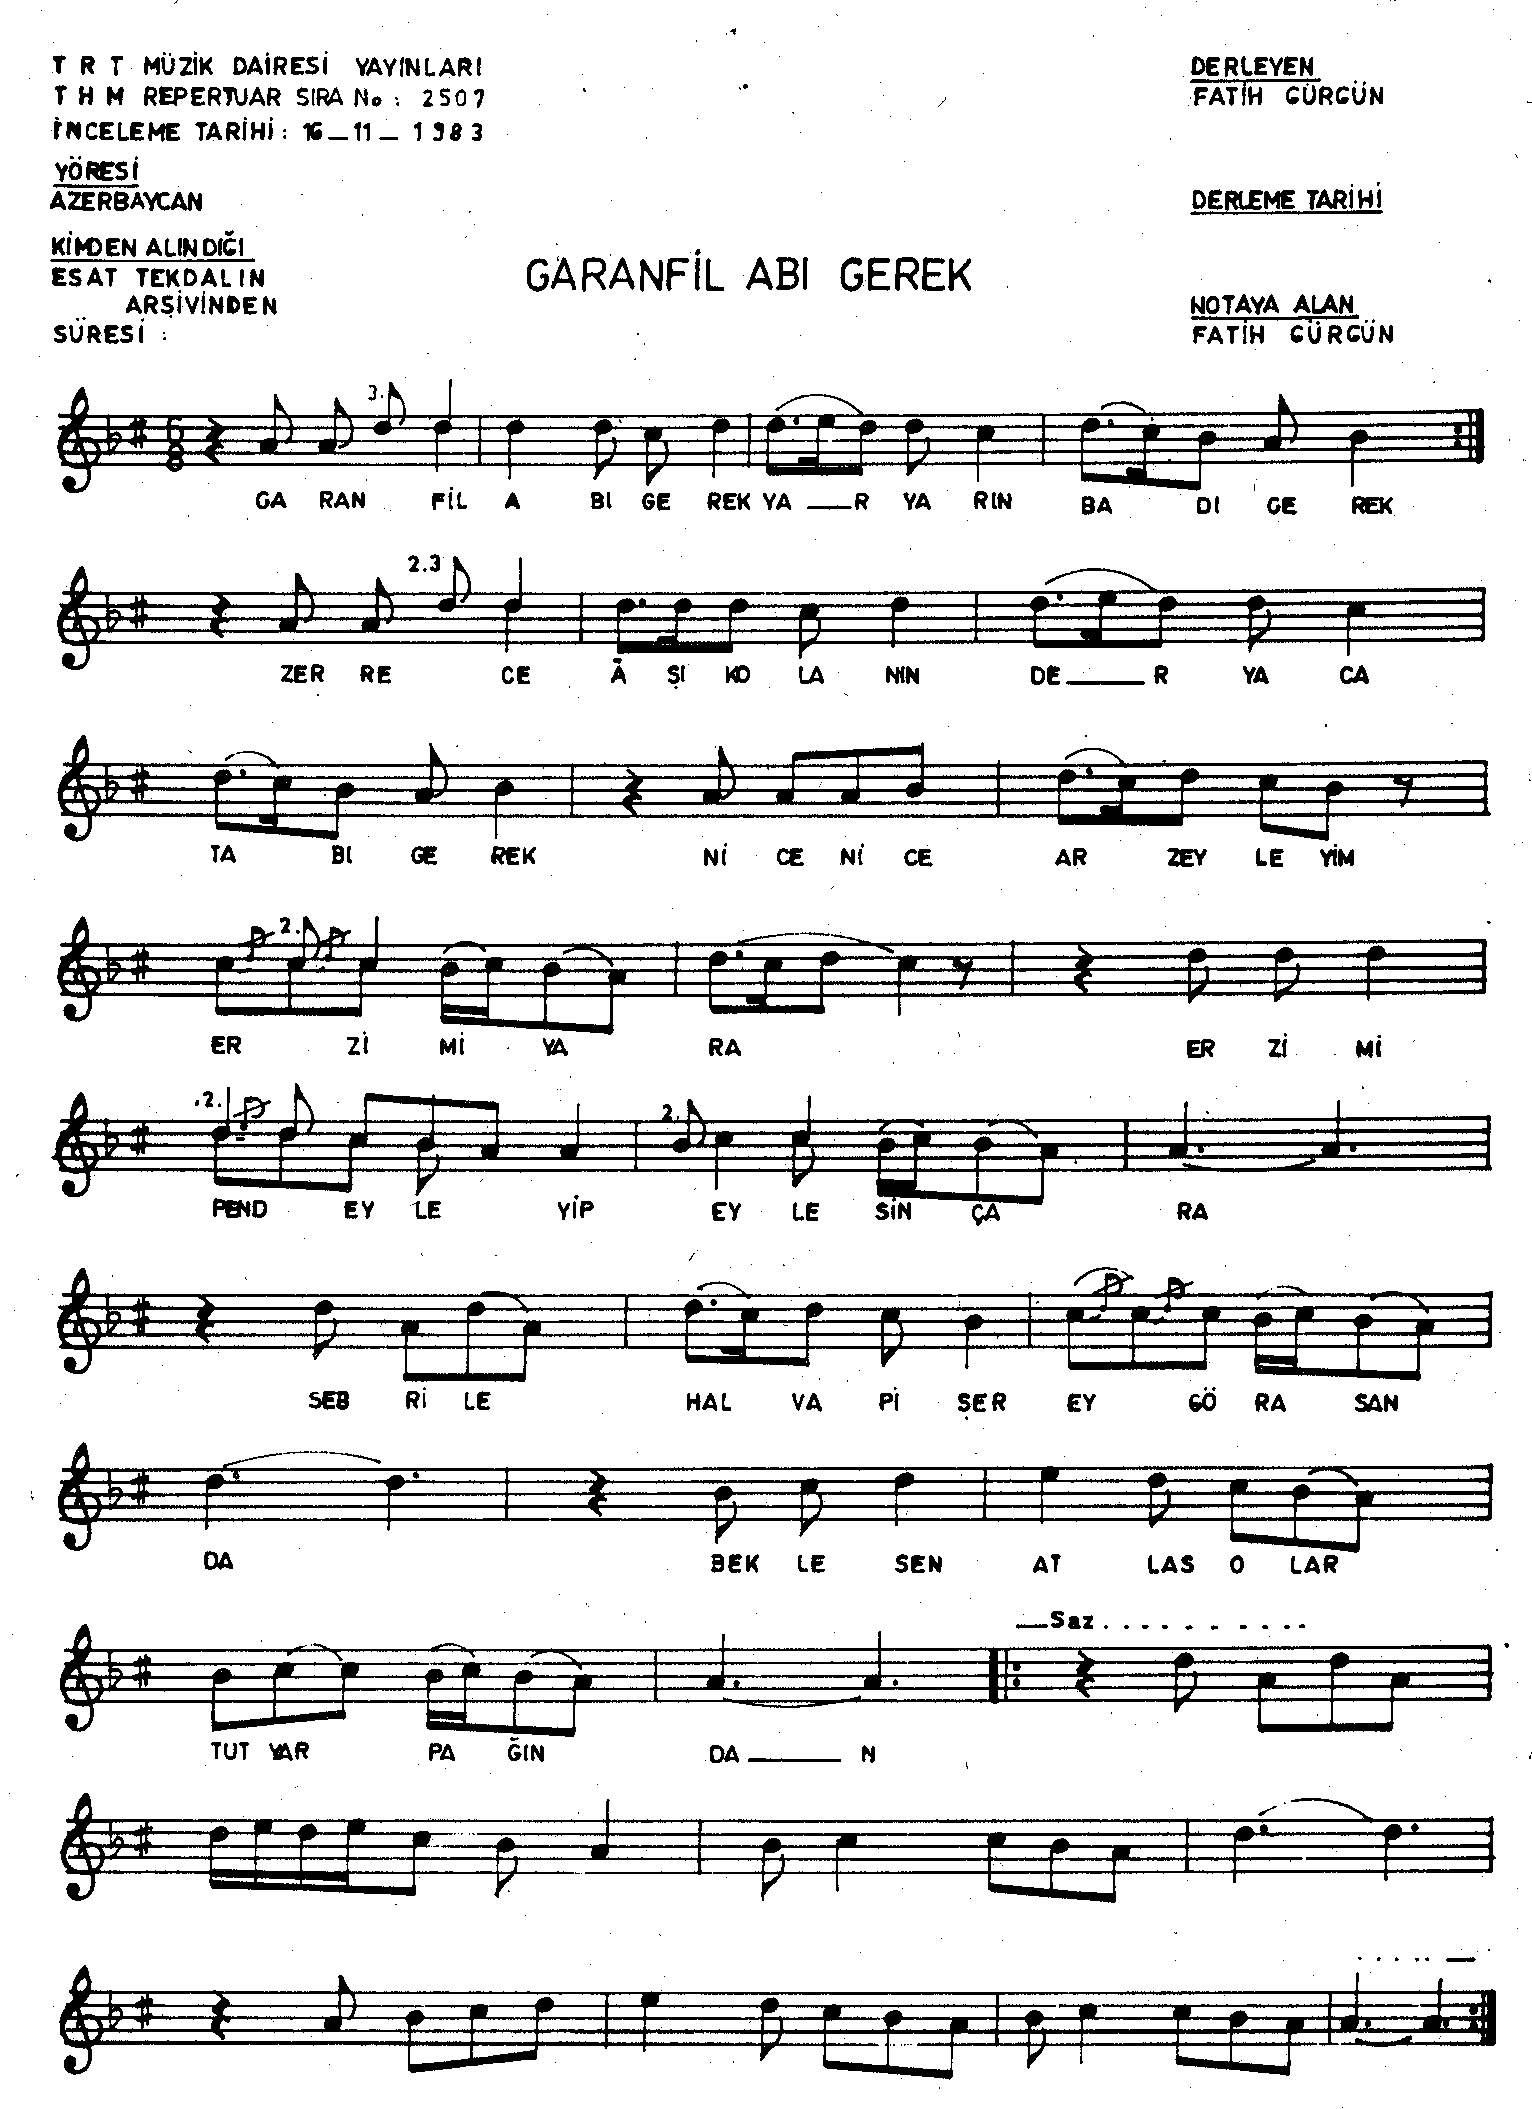 T R T MÜZİK DAİRESİ YAYINLARI
T H M REPERTUAR SIRA No : 2507
İNCELEME TARİHİ : 16 _ 11 _ 1983
YÖRESİ
AZERBAYCAN
KİMDEN ALINDIĞI
ESAT TEKDALIN
ARŞİVİNDEN
SÜRESİ :
DERLEYEN
FATİH GÜRGÜN
DERLEME TARİHİ
NOTAYA ALAN
FATİH GÜRGÜN
GARANFİL ABI GEREK
3.
6
8
GA RAN FİL A BI GE REK YA ___ R YA RIN BA DI GE REK
2.3
ZER RE CE Ā ŞI KO LA NIN DE ___ R YA CA
TA BI GE REK Nİ CE Nİ CE AR ZEY LE YİM
2.
ER Zİ Mİ YA RA ER Zİ Mİ
.2. 2.
PEND EY LE YİP EY LE SİN ÇA RA
SEB Rİ LE HAL VA Pİ ŞER EY GÖ RA SAN
DA BEK LE SEN AT LAS O LAR
__Saz . . . . . . . . . .
TUT YAR PA ĞIN DA ___ N